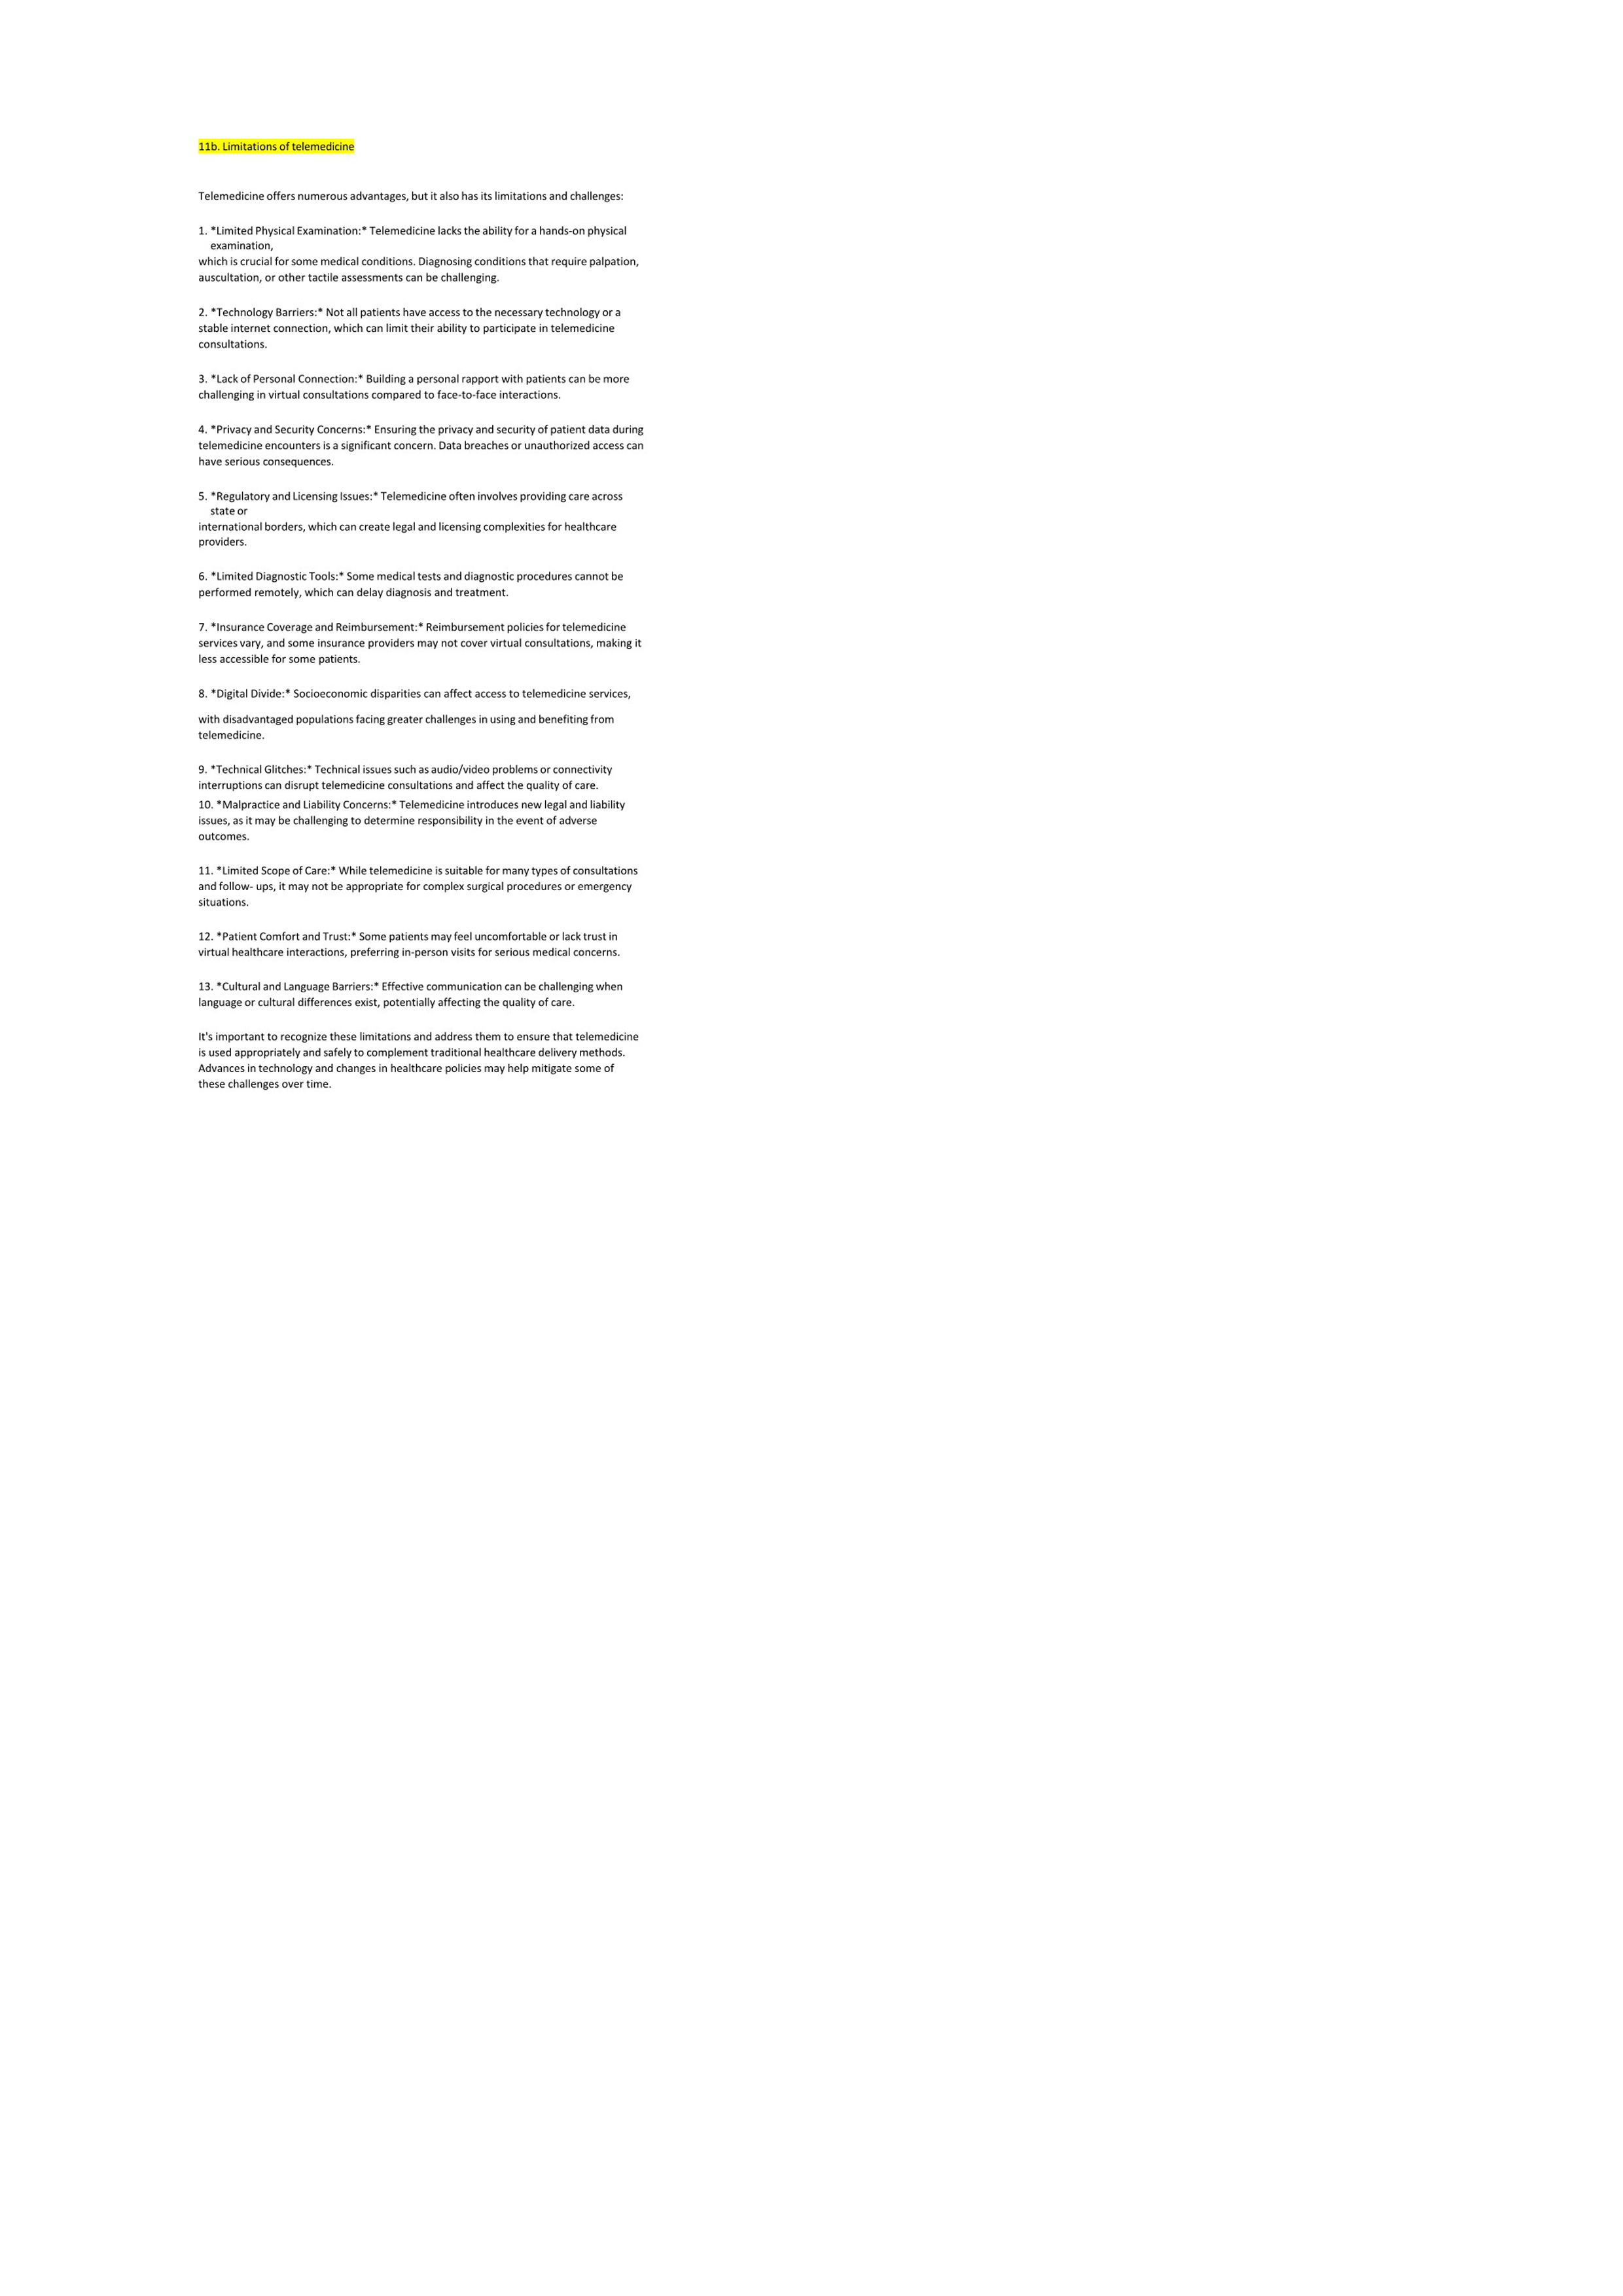 11b. Limitations of telemedicine
Telemedicine offers numerous advantages, but it also has its limitations and challenges:
1. *Limited Physical Examination:* Telemedicine lacks the ability for a hands-on physical
examination,
which is crucial for some medical conditions. Diagnosing conditions that require palpation,
auscultation, or other tactile assessments can be challenging.
2. *Technology Barriers:* Not all patients have access to the necessary technology or a
stable internet connection, which can limit their ability to participate in telemedicine
consultations.
3. *Lack of Personal Connection:* Building a personal rapport with patients can be more
challenging in virtual consultations compared to face-to-face interactions.
4. *Privacy and Security Concerns:* Ensuring the privacy and security of patient data during
telemedicine encounters is a significant concern. Data breaches or unauthorized access can
have serious consequences.
5. *Regulatory and Licensing Issues:* Telemedicine often involves providing care across
state or
international borders, which can create legal and licensing complexities for healthcare
providers.
6. *Limited Diagnostic Tools:* Some medical tests and diagnostic procedures cannot be
performed remotely, which can delay diagnosis and treatment.
7. *Insurance Coverage and Reimbursement:* Reimbursement policies for telemedicine
services vary, and some insurance providers may not cover virtual consultations, making it
less accessible for some patients.
8. *Digital Divide:* Socioeconomic disparities can affect access to telemedicine services,
with disadvantaged populations facing greater challenges in using and benefiting from
telemedicine.
9. *Technical Glitches:* Technical issues such as audio/video problems or connectivity
interruptions can disrupt telemedicine consultations and affect the quality of care.
10. *Malpractice and Liability Concerns:* Telemedicine introduces new legal and liability
issues, as it may be challenging to determine responsibility in the event of adverse
outcomes.
11. *Limited Scope of Care:* While telemedicine is suitable for many types of consultations
and follow- ups, it may not be appropriate for complex surgical procedures or emergency
situations.
12. *Patient Comfort and Trust:* Some patients may feel uncomfortable or lack trust in
virtual healthcare interactions, preferring in-person visits for serious medical concerns.
13. *Cultural and Language Barriers:* Effective communication can be challenging when
language or cultural differences exist, potentially affecting the quality of care.
It's important to recognize these limitations and address them to ensure that telemedicine
is used appropriately and safely to complement traditional healthcare delivery methods.
Advances in technology and changes in healthcare policies may help mitigate some of
these challenges over time.